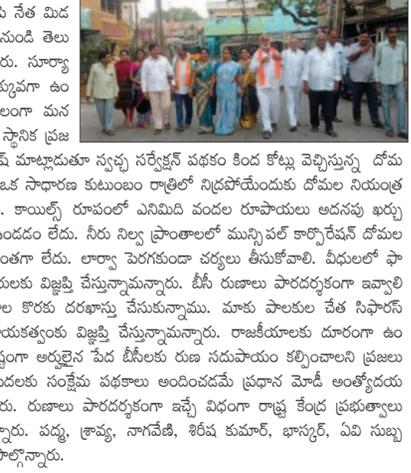 నేత మిడ
నుండి తెలు
రు. సూర్యా
క్కువగా ఉం
లంగా మన
స్థానిక ప్రజ
మాట్లాడుతూ స్వచ్ఛ సర్వేక్షన్ పథకం కింద కోట్లు వెచ్చిస్తున్న దోమ
ఒక సాధారణ కుటుంబం రాత్రిలో నిద్రపోయేందుకు దోమల నియంత్ర
. కాయిల్స్ రూపంలో ఎనిమిది వందల రూపాయలు అదనపు ఖర్చు
ఉండడం లేదు. నీరు నిల్వ ప్రాంతాలలో మున్సిపల్ కార్పొరేషన్ దోమల
ంతగా లేదు. లార్వా పెరగకుండా చర్యలు తీసుకోవాలి. వీధులలో ఫా
రులకు విజ్ఞప్తి చేస్తున్నామన్నారు. బీసీ రుణాలు పారదర్శకంగా ఇవ్వాలి
ల కొరకు దరఖాస్తు చేసుకున్నాము. మాకు పాలకుల చేత సిఫారస్
యకత్వంకు విజ్ఞప్తి చేస్తున్నామన్నారు. రాజకీయాలకు దూరంగా ఉం
ష్టంగా అర్హులైన పేద బీసీలకు రుణ సదుపాయం కల్పించాలని ప్రజలు
పేదలకు సంక్షేమ పథకాలు అందించడమే ప్రధాన మోడీ అంత్యోదయ
రు. రుణాలు పారదర్శకంగా ఇచ్చే విధంగా రాష్ట్ర కేంద్ర ప్రభుత్వాలు
న్నారు. పద్మ, శ్రావ్య, నాగవేణి, శిరీష కుమార్, భాస్కర్, ఏవి సుబ్బ
పాల్గొన్నారు.